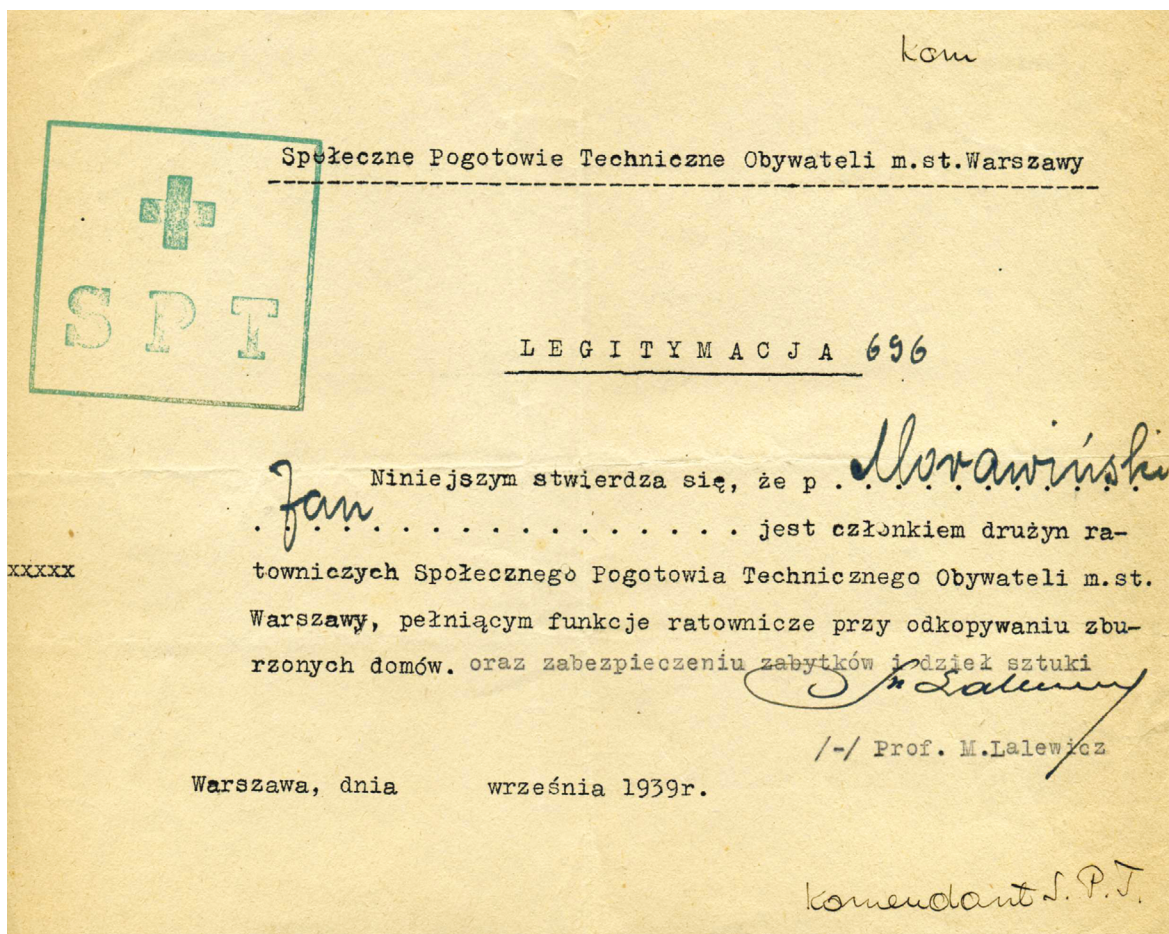 kom
Społeczne Pogotowie Techniczne Obywateli m.st.Warszawy
S P T
LEGITYMACJA 696
Niniejszym stwierdza się, że p . Morawiński
Jan . . . . . . . . . . . . . . . jest członkiem drużyn ra-
xxxxx towniczych Społecznego Pogotowia Technicznego Obywateli m.st.
Warszawy, pełniącym funkcje ratownicze przy odkopywaniu zbu-
rzonych domów. oraz zabezpieczeniu zabytków i dzieł sztuki
/-/ Prof. M.Lalewicz
Warszawa, dnia września 1939r.
Komendant S. P. T.